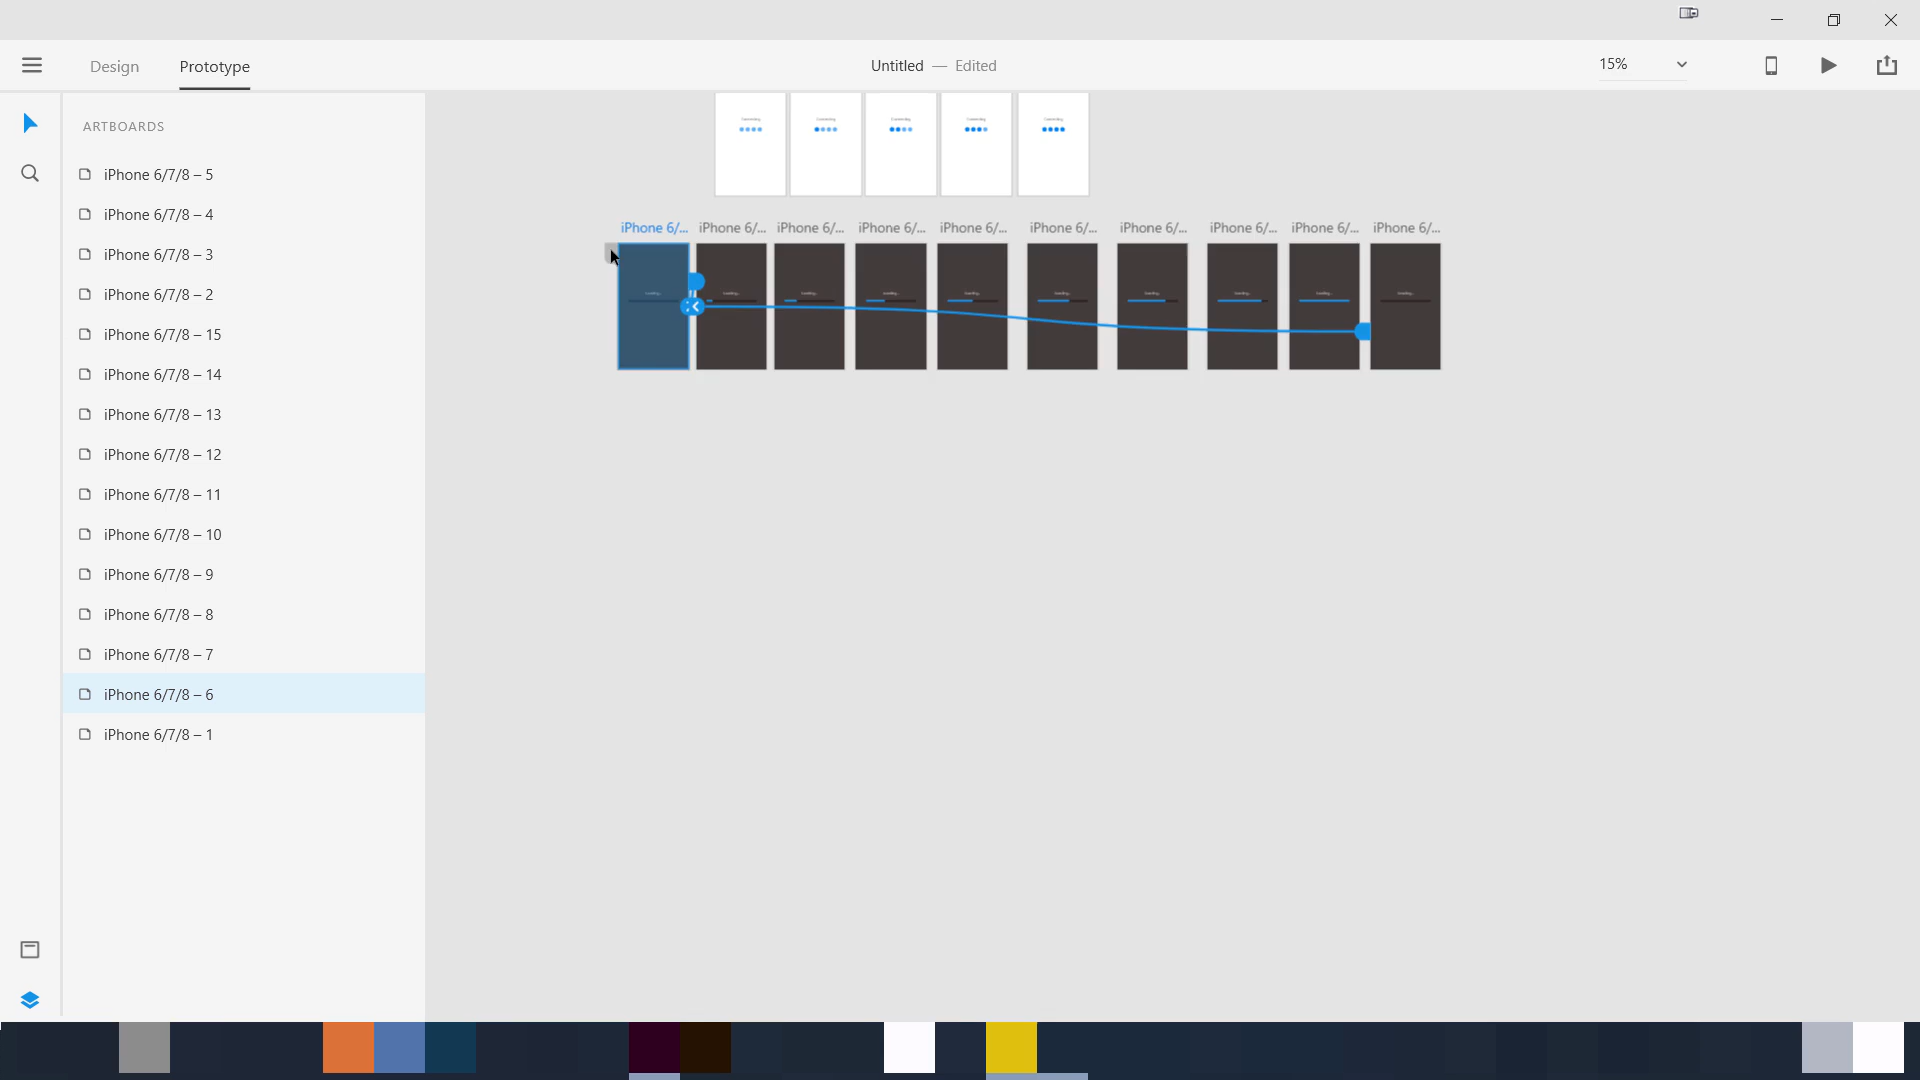 Design
Prototype
Untitled — Edited
15%
ARTBOARDS
iPhone 6/7/8 – 5
iPhone 6/7/8 – 4
iPhone 6/7/8 – 3
iPhone 6/7/8 – 2
iPhone 6/7/8 – 15
iPhone 6/7/8 – 14
iPhone 6/7/8 – 13
iPhone 6/7/8 – 12
iPhone 6/7/8 – 11
iPhone 6/7/8 – 10
iPhone 6/7/8 – 9
iPhone 6/7/8 – 8
iPhone 6/7/8 – 7
iPhone 6/7/8 – 6
iPhone 6/7/8 – 1
iPhone 6/... iPhone 6/... iPhone 6/... iPhone 6/... iPhone 6/... iPhone 6/... iPhone 6/... iPhone 6/... iPhone 6/... iPhone 6/...